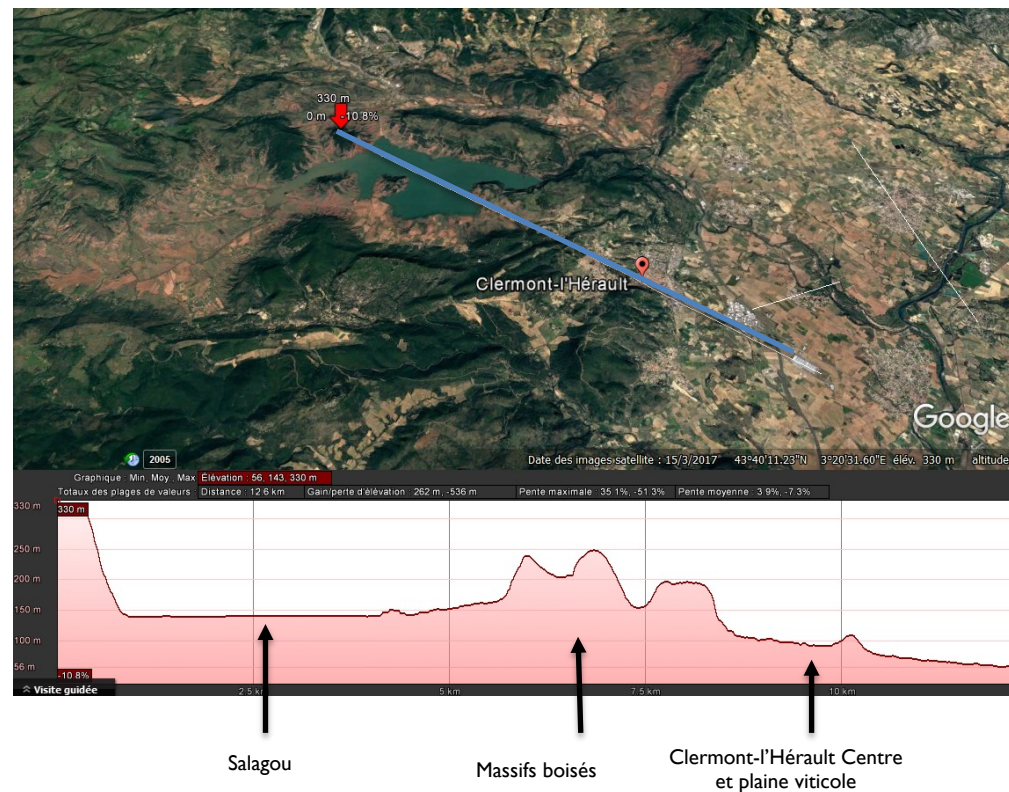 330 m
0 m -10.8%
Clermont-l'Hérault
Google
2005
Date des images satellite : 15/3/2017 43°40'11.23"N 3°20'31.60"E élév. 330 m altitude
Graphique : Min, Moy., Max Élévation : 56, 143, 330 m
Totaux des plages de valeurs : Distance : 12.6 km Gain/perte d'élévation : 262 m, -536 m Pente maximale : 35.1%, -51.3% Pente moyenne : 3.9%, -7.3%
330 m
330 m
250 m
200 m
150 m
100 m
56 m
-10.8%
Visite guidée
2.5 km
5 km
7.5 km
10 km
Salagou
Massifs boisés
Clermont-l'Hérault Centre
et plaine viticole